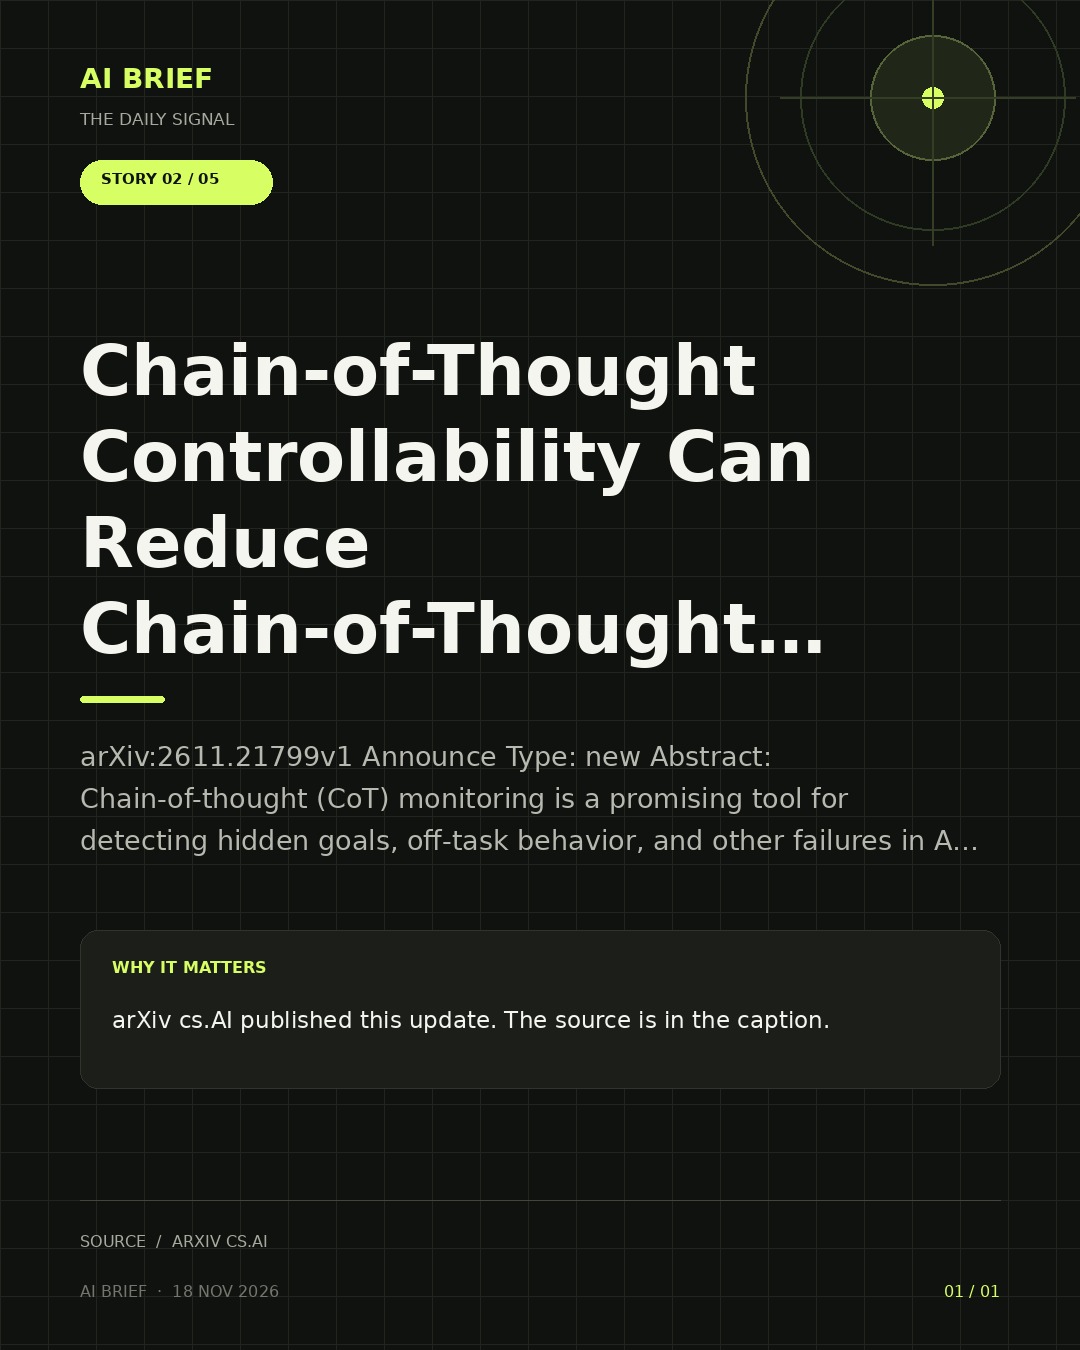 AI BRIEF
THE DAILY SIGNAL
STORY 02 / 05
Chain-of-Thought
Controllability Can
Reduce
Chain-of-Thought…
arXiv:2611.21799v1 Announce Type: new Abstract:
Chain-of-thought (CoT) monitoring is a promising tool for
detecting hidden goals, off-task behavior, and other failures in A…
WHY IT MATTERS
arXiv cs.AI published this update. The source is in the caption.
SOURCE / ARXIV CS.AI
AI BRIEF · 18 NOV 2026
01 / 01